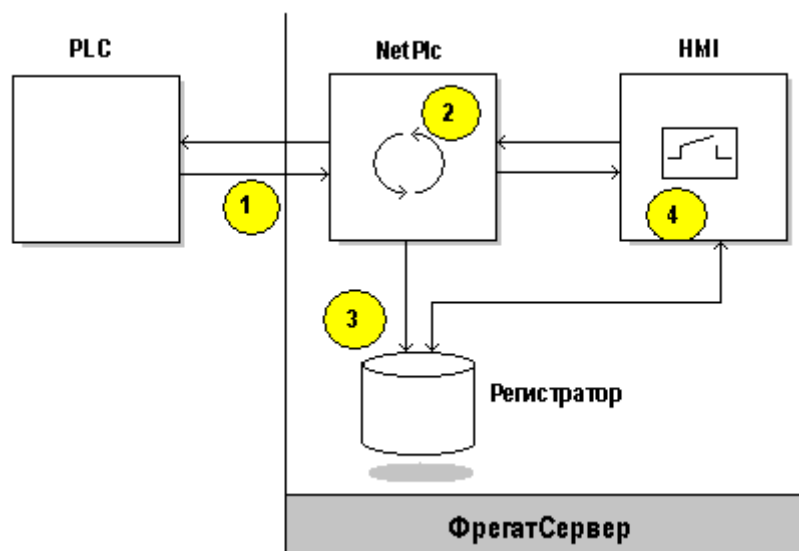 PLC
NetPlc
HMI
2
1
4
3
Регистратор
ФрегатСервер